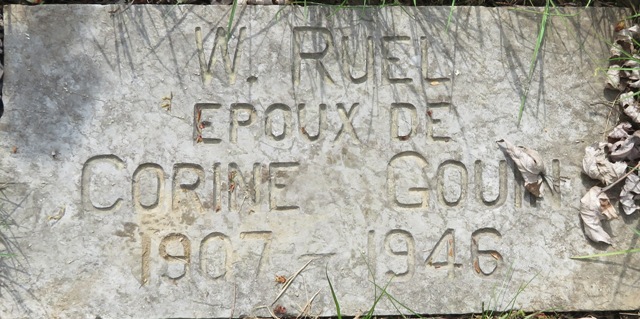 W. RUEL
EPOUX DE
CORINE GOUIN
1907 – 1946